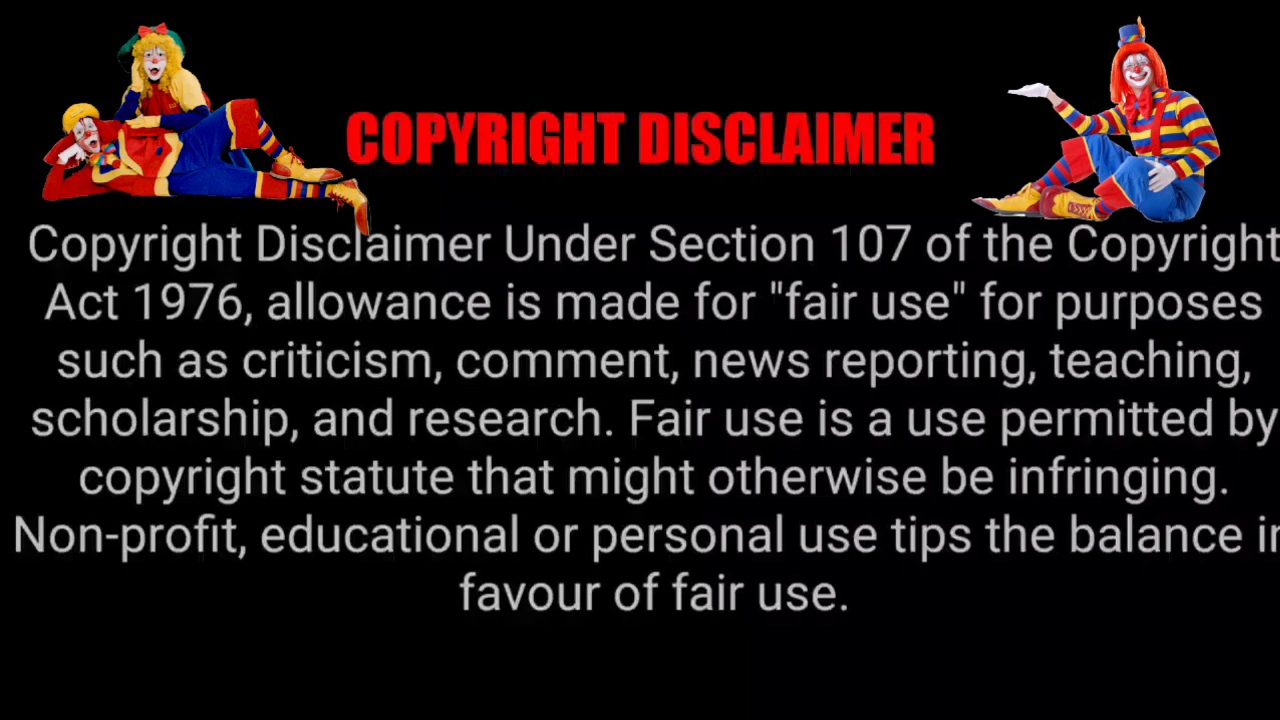 COPYRIGHT DISCLAIMER
Copyright Disclaimer Under Section 107 of the Copyright
Act 1976, allowance is made for "fair use" for purposes
such as criticism, comment, news reporting, teaching,
scholarship, and research. Fair use is a use permitted by
copyright statute that might otherwise be infringing.
Non-profit, educational or personal use tips the balance in
favour of fair use.